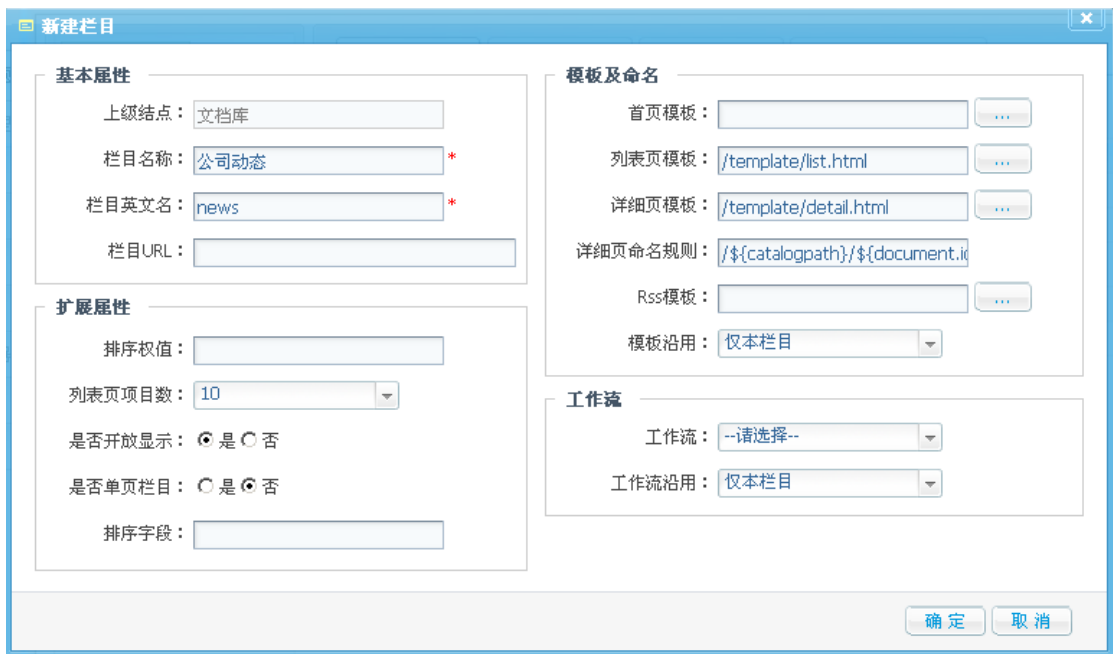 新建栏目
基本属性
上级结点：文档库
栏目名称：公司动态 *
栏目英文名：news *
栏目URL：
扩展属性
排序权值：
列表页项目数：10
是否开放显示：是 否
是否单页栏目：是 否
排序字段：
模板及命名
首页模板： ...
列表页模板：/template/list.html ...
详细页模板：/template/detail.html ...
详细页命名规则：/${catalogpath}/${document.id
Rss模板： ...
模板沿用：仅本栏目
工作流
工作流：--请选择--
工作流沿用：仅本栏目
确定 取消